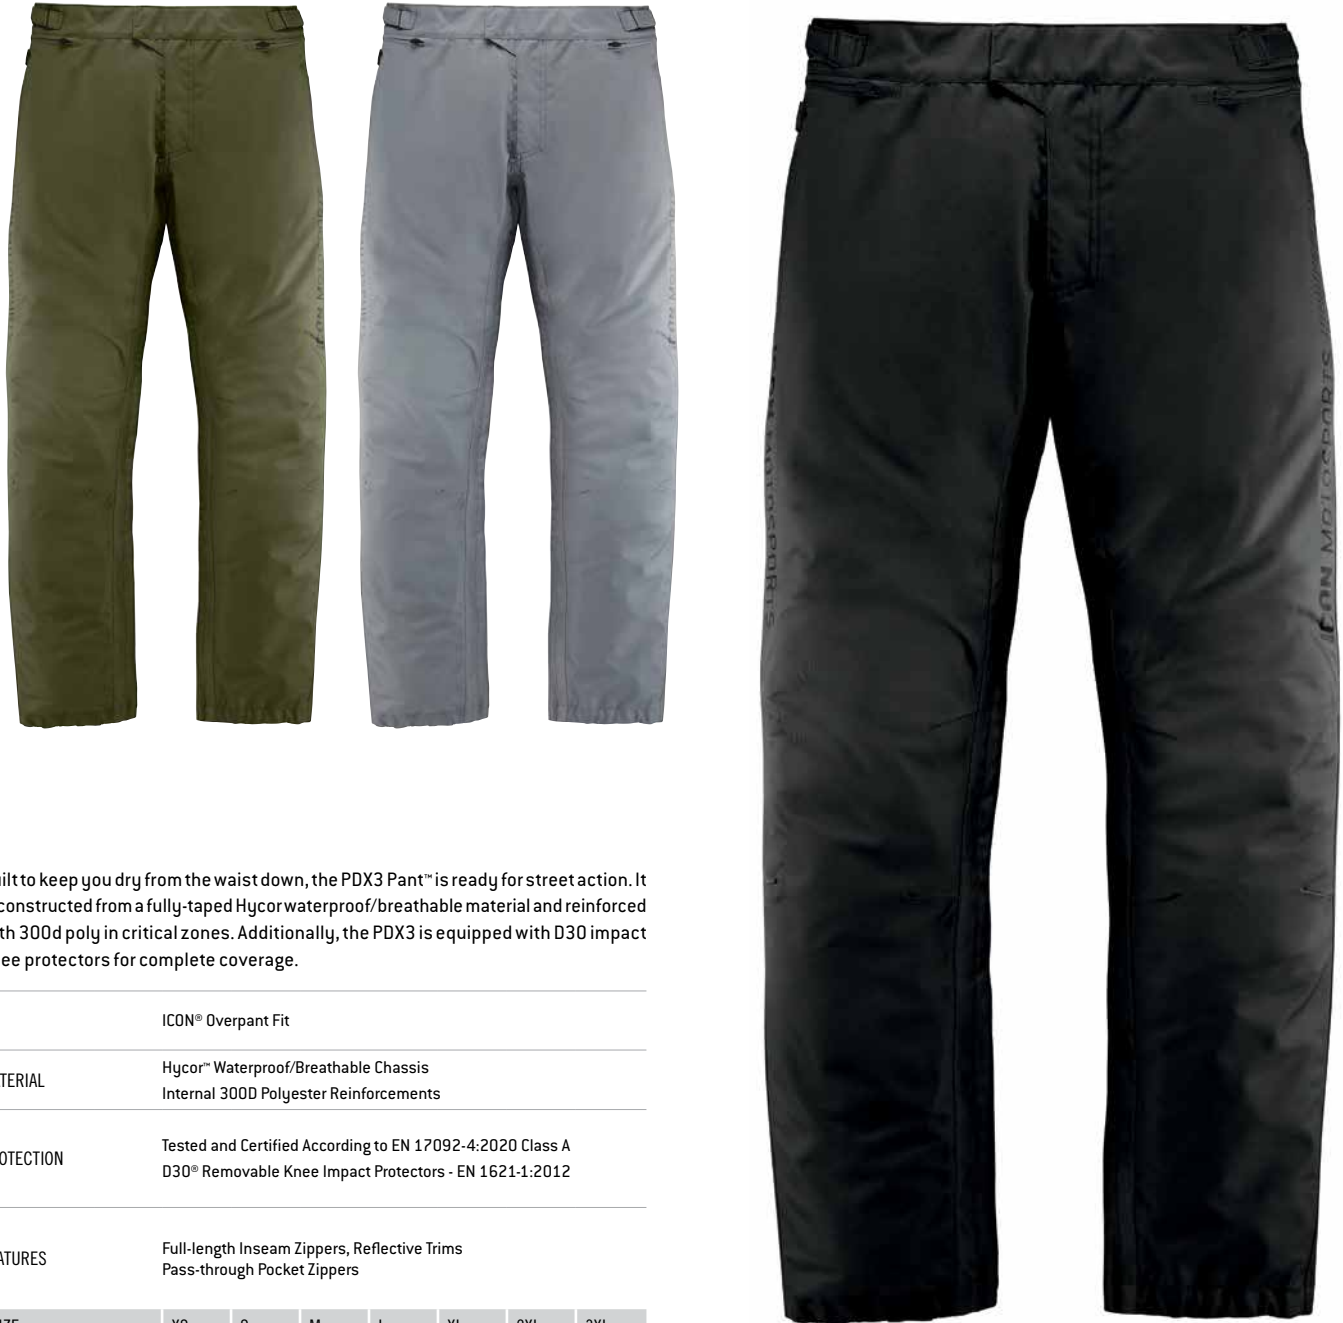 ICON MOTOSPORTS
ICON MOTOSPORTS
ilt to keep you dry from the waist down, the PDX3 Pant™ is ready for street action. It
constructed from a fully-taped Hycor waterproof/breathable material and reinforced
th 300d poly in critical zones. Additionally, the PDX3 is equipped with D30 impact
ee protectors for complete coverage.
ICON® Overpant Fit
TERIAL
Hycor™ Waterproof/Breathable Chassis
Internal 300D Polyester Reinforcements
OTECTION
Tested and Certified According to EN 17092-4:2020 Class A
D30® Removable Knee Impact Protectors - EN 1621-1:2012
ATURES
Full-length Inseam Zippers, Reflective Trims
Pass-through Pocket Zippers